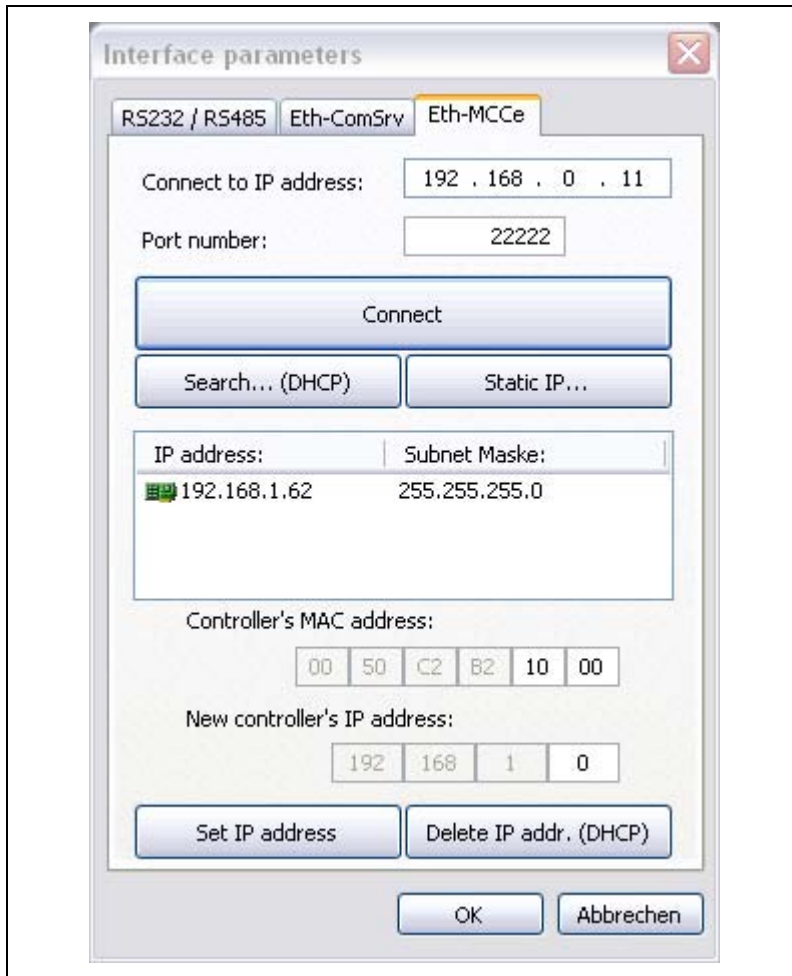 Interface parameters
RS232 / RS485 Eth-ComSrv Eth-MCCe
Connect to IP address: 192 . 168 . 0 . 11
Port number: 22222
Connect
Search... (DHCP) Static IP...
IP address: Subnet Maske:
192.168.1.62 255.255.255.0
Controller's MAC address:
00 50 C2 B2 10 00
New controller's IP address:
192 168 1 0
Set IP address Delete IP addr. (DHCP)
OK Abbrechen